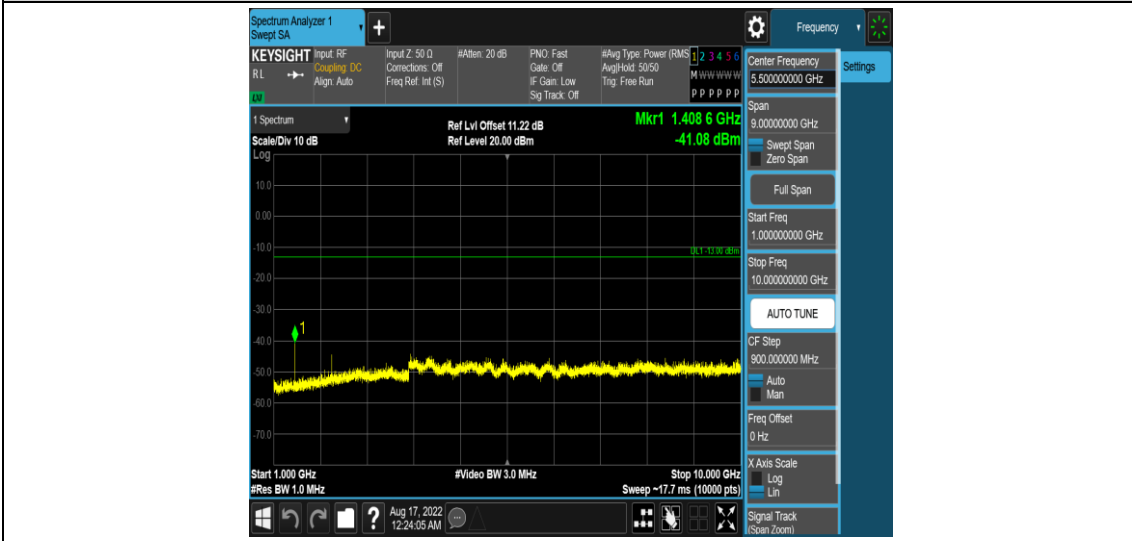 Spectrum Analyzer 1
Swept SA
+
Frequency
KEYSIGHT
RL
LW
Input: RF
Coupling: DC
Align: Auto
Input Z: 50 Ω
Corrections: Off
Freq Ref: Int (S)
#Atten: 20 dB
PNO: Fast
Gate: Off
IF Gain: Low
Sig Track: Off
#Avg Type: Power (RMS
Avg|Hold: 50/50
Trig: Free Run
1 2 3 4 5 6
M W W W W W
P P P P P P
1 Spectrum
Scale/Div 10 dB
Log
Ref Lvl Offset 11.22 dB
Ref Level 20.00 dBm
Mkr1 1.408 6 GHz
-41.08 dBm
10.0
0.00
-10.0
DL1 -13.00 dBm
-20.0
-30.0
1
-40.0
-50.0
-60.0
-70.0
Start 1.000 GHz
#Res BW 1.0 MHz
#Video BW 3.0 MHz
Stop 10.000 GHz
Sweep ~17.7 ms (10000 pts)
?
Aug 17, 2022
12:24:05 AM
Center Frequency
5.500000000 GHz
Settings
Span
9.00000000 GHz
Swept Span
Zero Span
Full Span
Start Freq
1.000000000 GHz
Stop Freq
10.000000000 GHz
AUTO TUNE
CF Step
900.000000 MHz
Auto
Man
Freq Offset
0 Hz
X Axis Scale
Log
Lin
Signal Track
(Span Zoom)